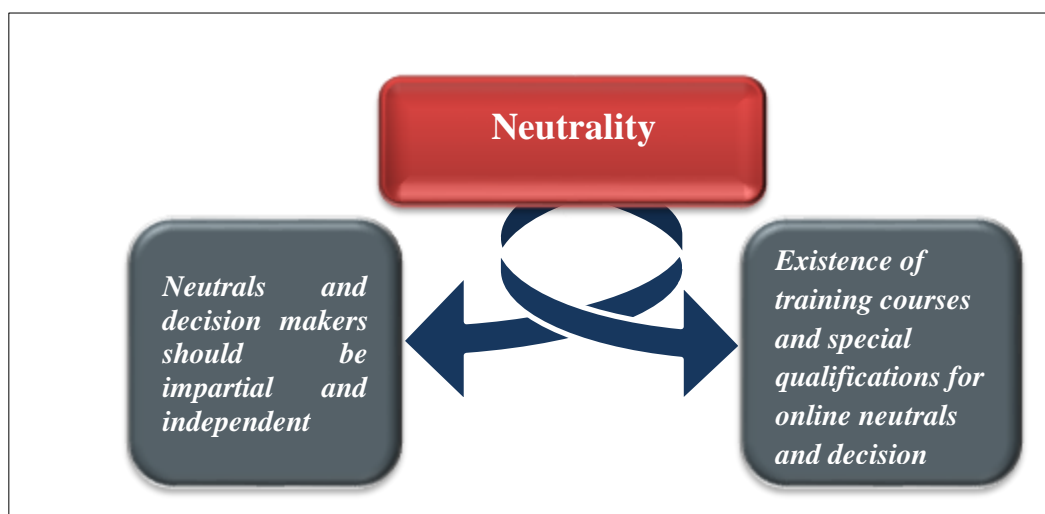 Neutrality
Neutrals and
decision makers
should be
impartial and
independent
Existence of
training courses
and special
qualifications for
online neutrals
and decision